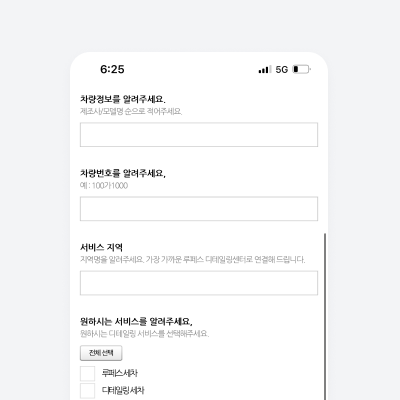 6:25
5G
차량정보를 알려주세요.
제조사/모델명 순으로 적어주세요.
차량번호를 알려주세요,
예 : 100가1000
서비스 지역
지역명을 알려주세요. 가장 가까운 루페스 디테일링센터로 연결해 드립니다.
원하시는 서비스를 알려주세요,
원하시는 디테일링 서비스를 선택해주세요.
전체 선택
루페스 세차
디테일링 세차